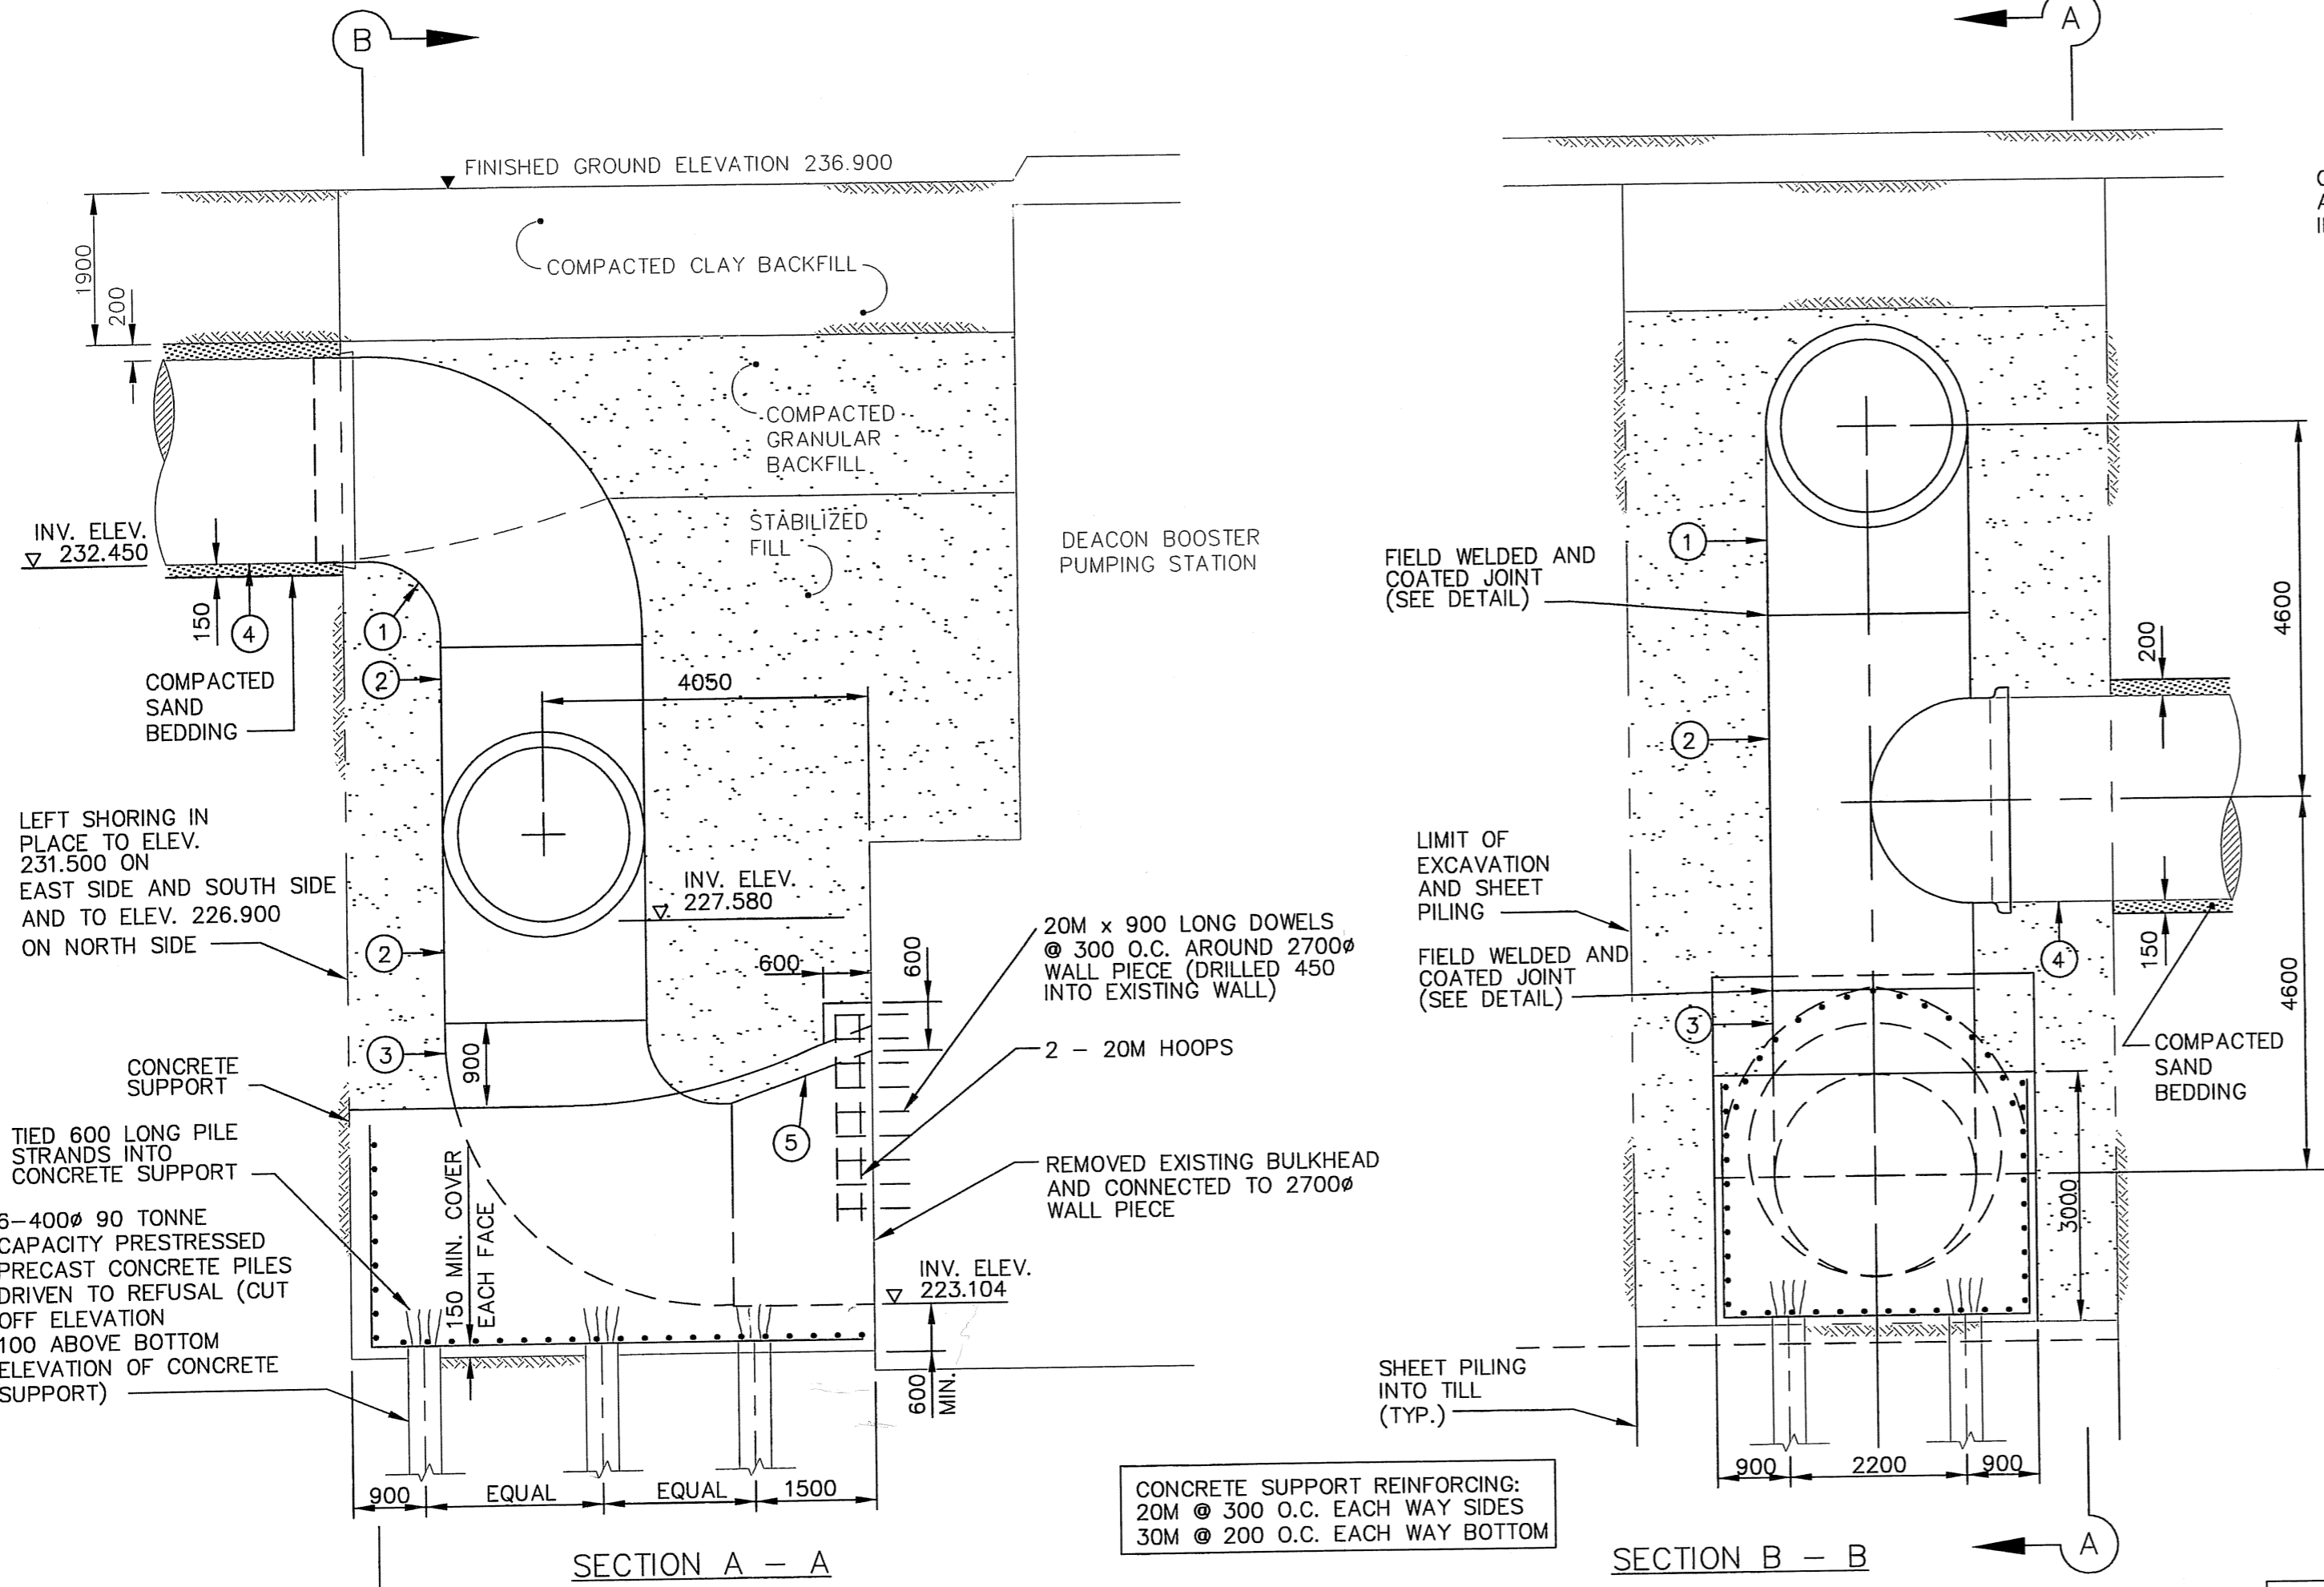 B
A
FINISHED GROUND ELEVATION 236.900
1900
200
COMPACTED CLAY BACKFILL
COMPACTED
GRANULAR
BACKFILL
STABILIZED
FILL
INV. ELEV.
232.450
150
4
1
2
COMPACTED
SAND
BEDDING
4050
DEACON BOOSTER
PUMPING STATION
LEFT SHORING IN
PLACE TO ELEV.
231.500 ON
EAST SIDE AND SOUTH SIDE
AND TO ELEV. 226.900
ON NORTH SIDE
INV. ELEV.
227.580
2
600
600
20M x 900 LONG DOWELS
@ 300 O.C. AROUND 2700ø
WALL PIECE (DRILLED 450
INTO EXISTING WALL)
2 - 20M HOOPS
3
900
CONCRETE
SUPPORT
5
TIED 600 LONG PILE
STRANDS INTO
CONCRETE SUPPORT
REMOVED EXISTING BULKHEAD
AND CONNECTED TO 2700ø
WALL PIECE
6-400ø 90 TONNE
CAPACITY PRESTRESSED
PRECAST CONCRETE PILES
DRIVEN TO REFUSAL (CUT
OFF ELEVATION
100 ABOVE BOTTOM
ELEVATION OF CONCRETE
SUPPORT)
150 MIN. COVER
EACH FACE
INV. ELEV.
223.104
600
MIN.
900
EQUAL
EQUAL
1500
SECTION A - A
CONCRETE SUPPORT REINFORCING:
20M @ 300 O.C. EACH WAY SIDES
30M @ 200 O.C. EACH WAY BOTTOM
1
FIELD WELDED AND
COATED JOINT
(SEE DETAIL)
4600
200
2
LIMIT OF
EXCAVATION
AND SHEET
PILING
FIELD WELDED AND
COATED JOINT
(SEE DETAIL)
4
150
4600
3
COMPACTED
SAND
BEDDING
3000
SHEET PILING
INTO TILL
(TYP.)
900
2200
900
SECTION B - B
A